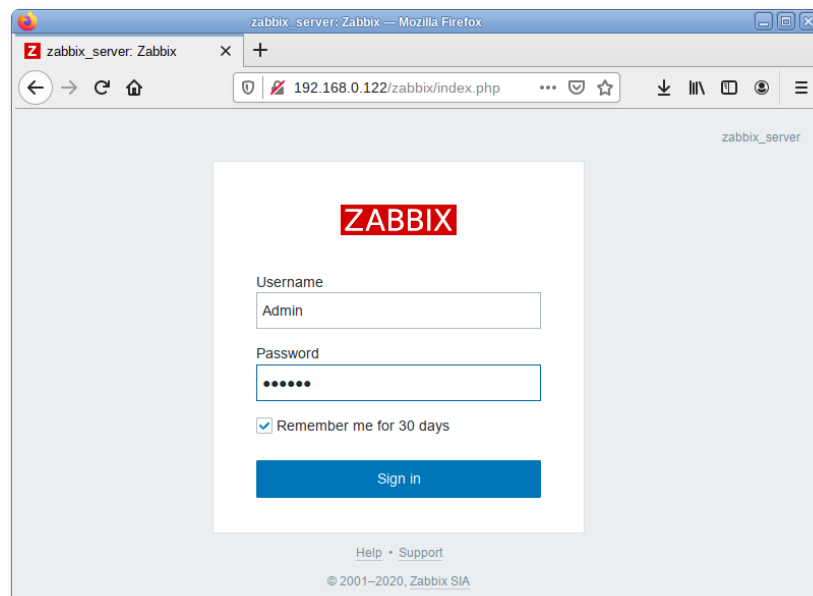 zabbix_server: Zabbix — Mozilla Firefox
Z zabbix_server: Zabbix
192.168.0.122/zabbix/index.php
zabbix_server
ZABBIX
Username
Admin
Password
••••••
Remember me for 30 days
Sign in
Help • Support
© 2001–2020, Zabbix SIA